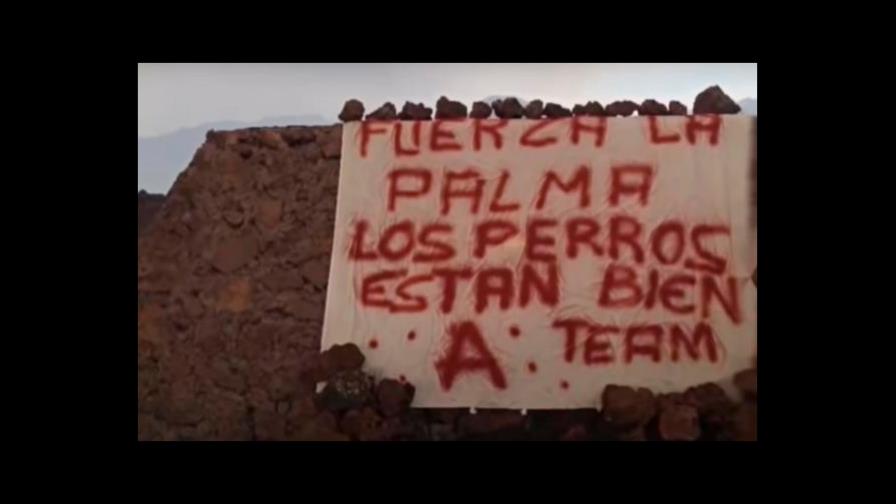 FUERZA LA
PALMA
LOS PERROS
ESTAN BIEN
A TEAM